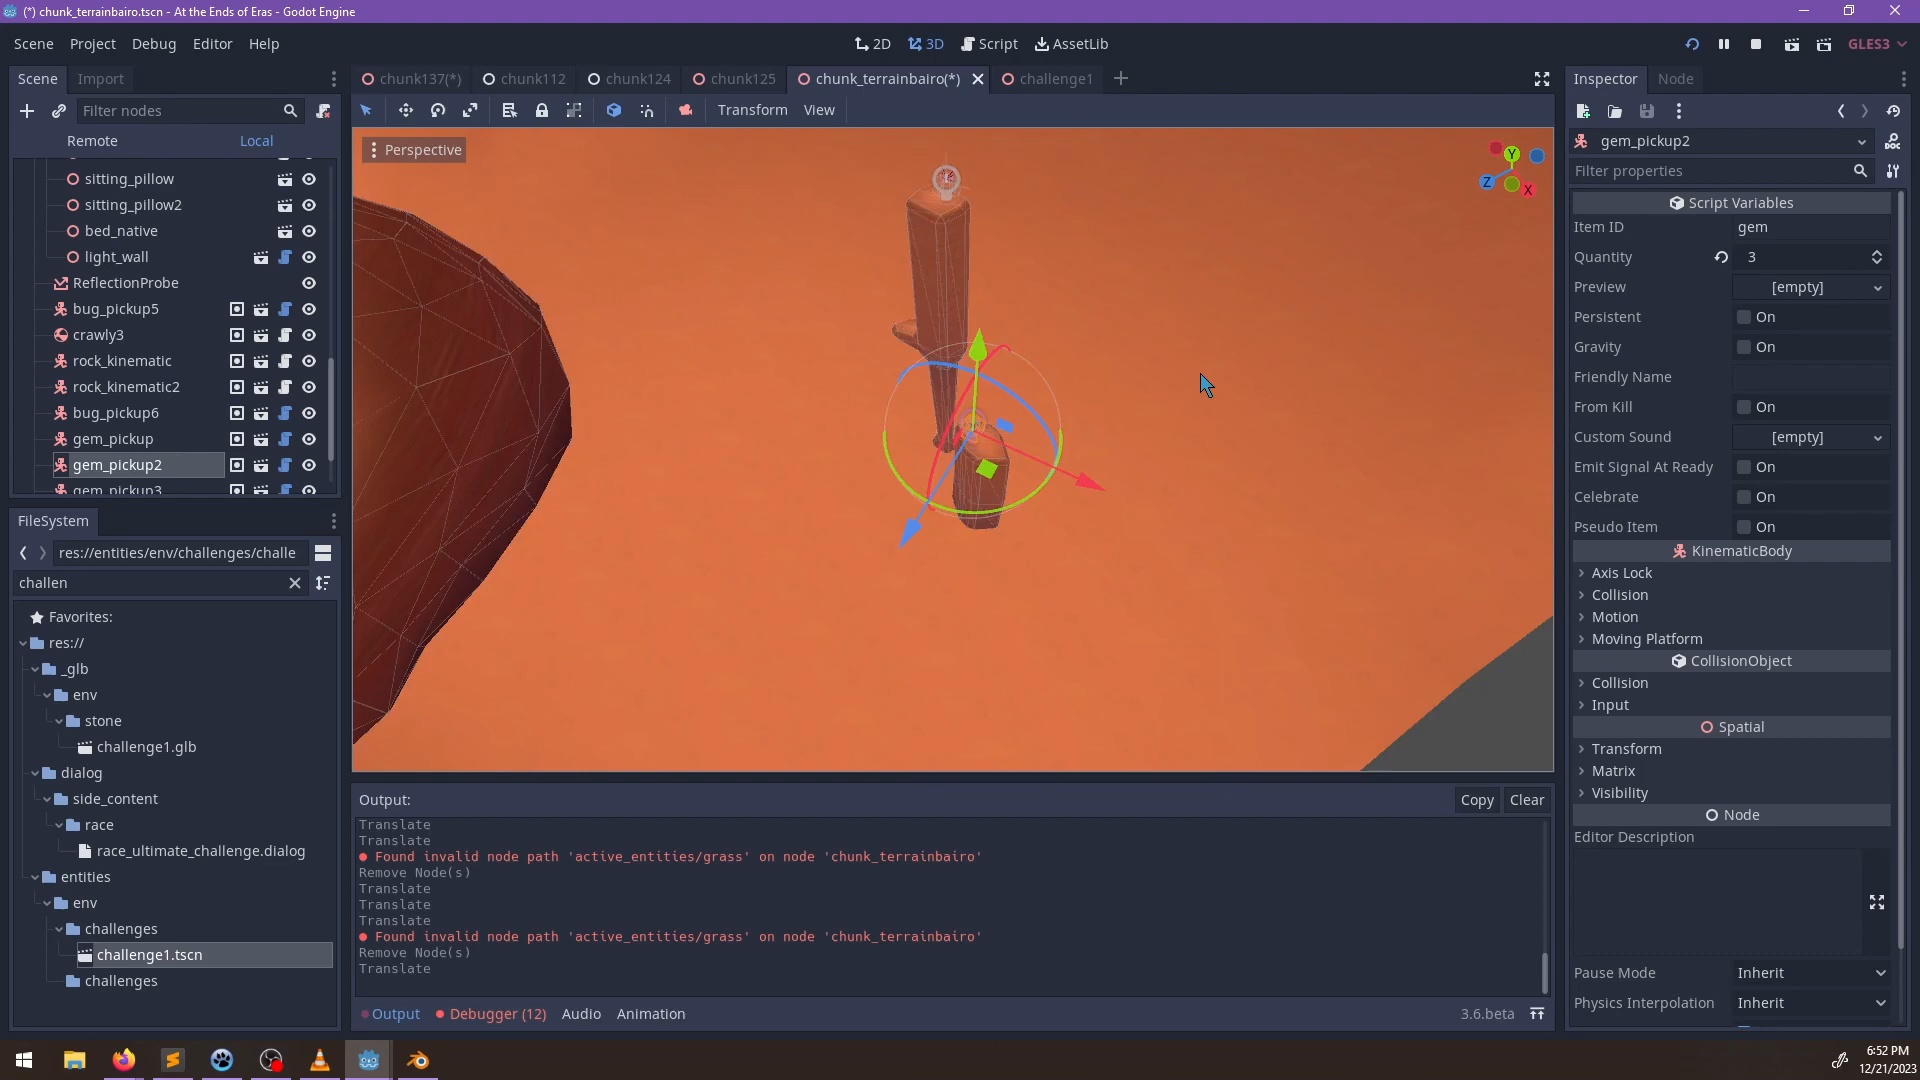 (*) chunk_terrainbairo.tscn - At the Ends of Eras - Godot Engine
Scene Project Debug Editor Help
2D 3D Script AssetLib
GLES3
Scene Import
Filter nodes
Remote Local
sitting_pillow
sitting_pillow2
bed_native
light_wall
ReflectionProbe
bug_pickup5
crawly3
rock_kinematic
rock_kinematic2
bug_pickup6
gem_pickup
gem_pickup2
gem_pickup3
FileSystem
res://entities/env/challenges/challe
challen
Favorites:
res://
_glb
env
stone
challenge1.glb
dialog
side_content
race
race_ultimate_challenge.dialog
entities
env
challenges
challenge1.tscn
challenges
chunk137(*) chunk112 chunk124 chunk125 chunk_terrainbairo(*) challenge1
Transform View
Perspective
Y
Z
X
Output:
Copy Clear
Translate
Translate
Found invalid node path 'active_entities/grass' on node 'chunk_terrainbairo'
Remove Node(s)
Translate
Translate
Translate
Found invalid node path 'active_entities/grass' on node 'chunk_terrainbairo'
Remove Node(s)
Translate
Output Debugger (12) Audio Animation
3.6.beta
Inspector Node
gem_pickup2
Filter properties
Script Variables
Item ID gem
Quantity 3
Preview [empty]
Persistent On
Gravity On
Friendly Name
From Kill On
Custom Sound [empty]
Emit Signal At Ready On
Celebrate On
Pseudo Item On
KinematicBody
Axis Lock
Collision
Motion
Moving Platform
CollisionObject
Collision
Input
Spatial
Transform
Matrix
Visibility
Node
Editor Description
Pause Mode Inherit
Physics Interpolation Inherit
6:52 PM
12/21/2023